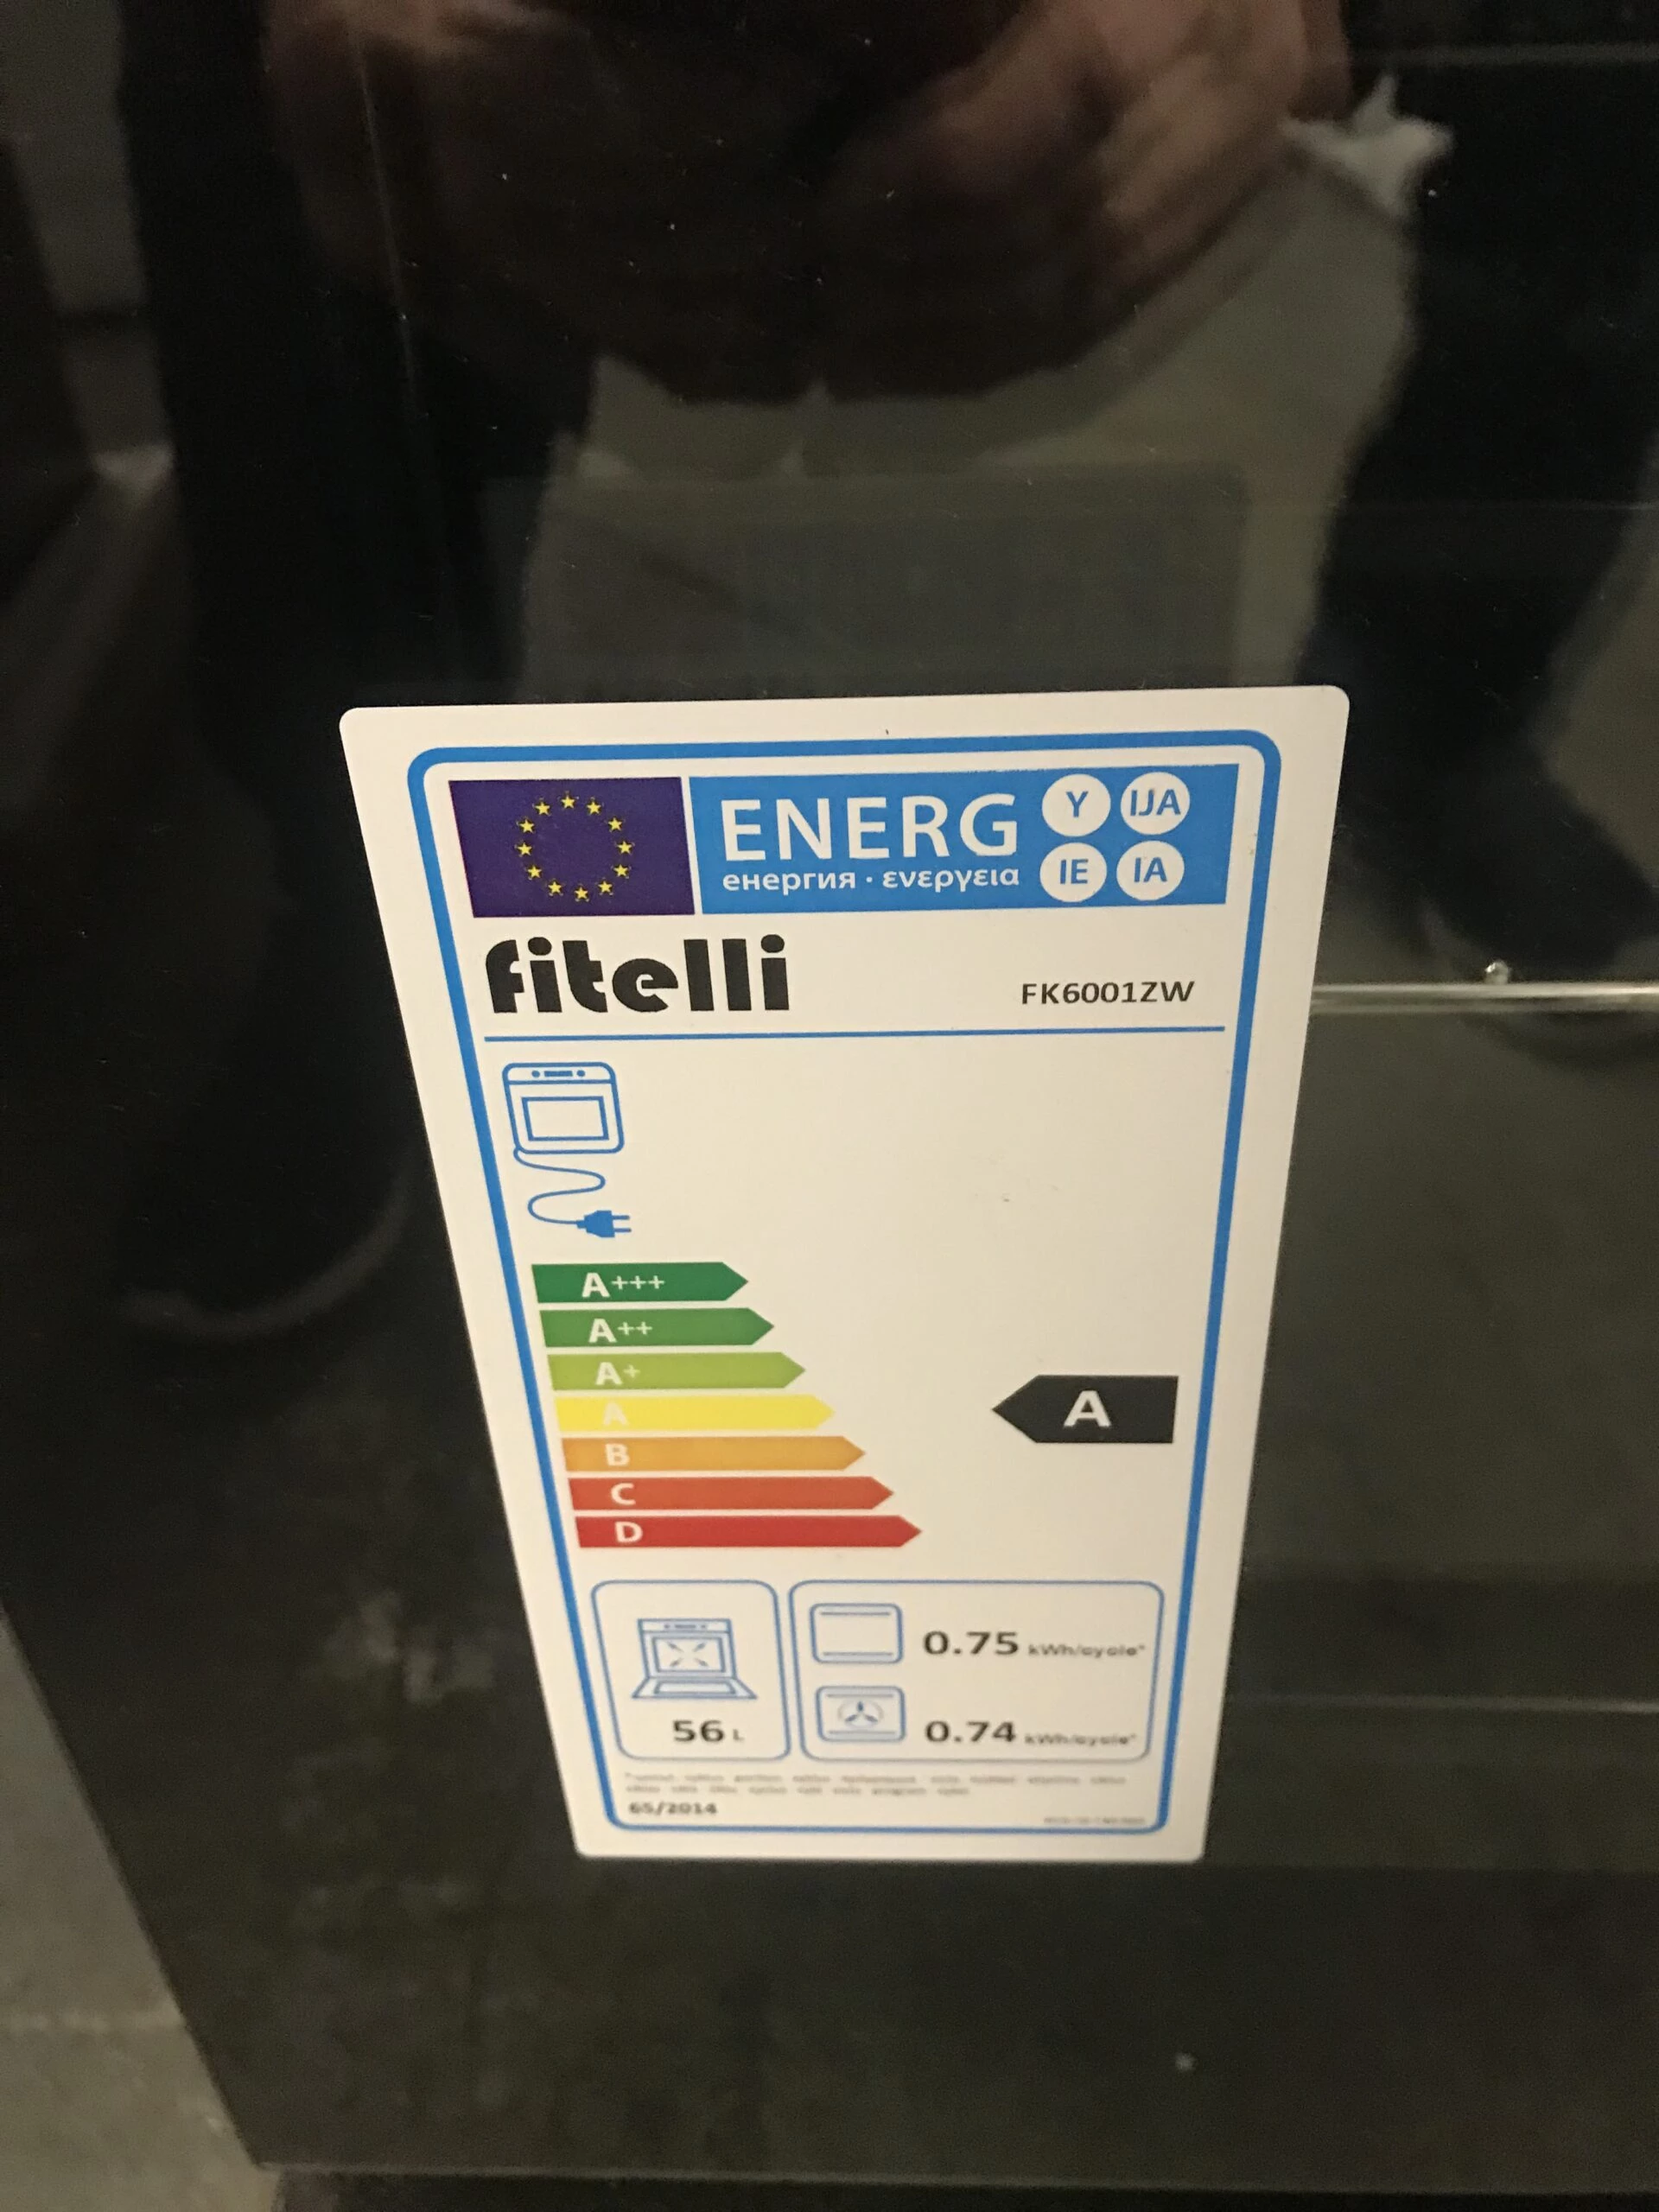 ENERG Y IJA
енергия · ενεργεια IE IA
fitelli FK6001ZW
A+++
A++
A+
A
A
B
C
D
0.75 kWh/cycle*
56 L
0.74 kWh/cycle*
65/2014